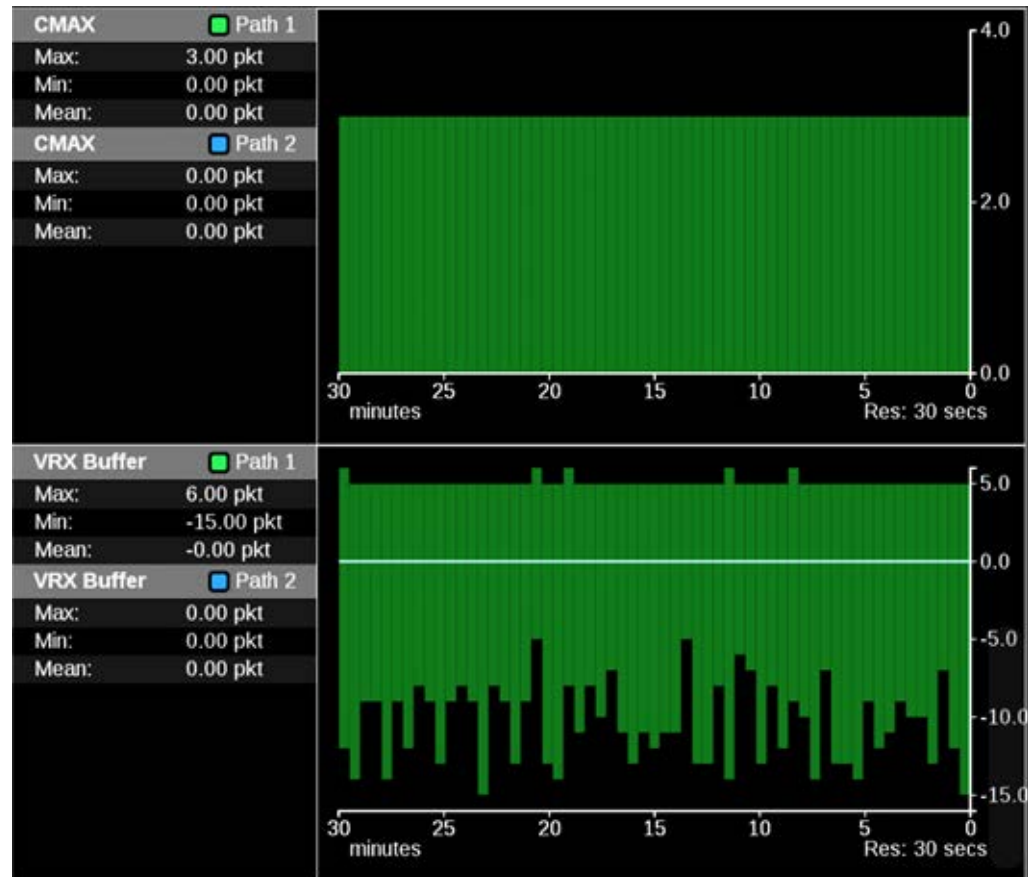 CMAX Path 1
Max: 3.00 pkt
Min: 0.00 pkt
Mean: 0.00 pkt
CMAX Path 2
Max: 0.00 pkt
Min: 0.00 pkt
Mean: 0.00 pkt
4.0
2.0
0.0
30 25 20 15 10 5 0
minutes Res: 30 secs
VRX Buffer Path 1
Max: 6.00 pkt
Min: -15.00 pkt
Mean: -0.00 pkt
VRX Buffer Path 2
Max: 0.00 pkt
Min: 0.00 pkt
Mean: 0.00 pkt
5.0
0.0
-5.0
-10.0
-15.0
30 25 20 15 10 5 0
minutes Res: 30 secs